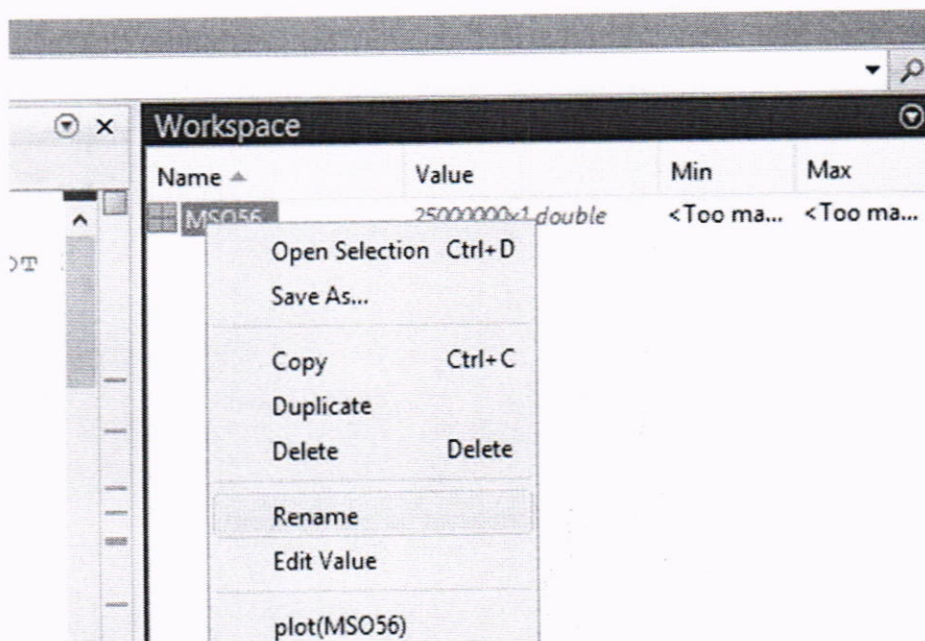 Workspace
Name Value Min Max
MSO56 25000000x1 double <Too ma... <Too ma...
Open Selection Ctrl+D
Save As...
Copy Ctrl+C
Duplicate
Delete Delete
Rename
Edit Value
plot(MSO56)